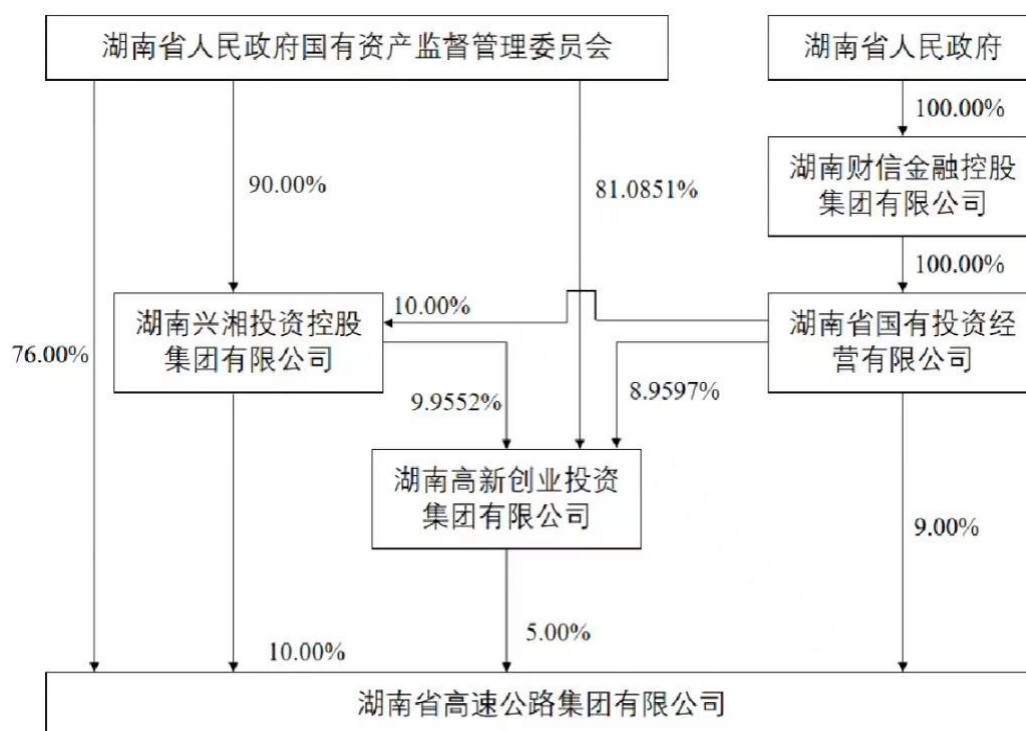 湖南省人民政府国有资产监督管理委员会
湖南省人民政府
100.00%
湖南财信金融控股
集团有限公司
90.00%
81.0851%
100.00%
湖南兴湘投资控股
集团有限公司
10.00%
湖南省国有投资经
营有限公司
76.00%
9.9552%
8.9597%
湖南高新创业投资
集团有限公司
9.00%
5.00%
10.00%
湖南省高速公路集团有限公司